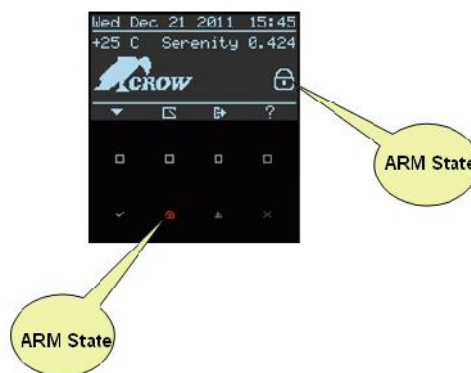 Wed Dec 21 2011 15:45
+25 C Serenity 0.424
CROW
?
ARM State
ARM State